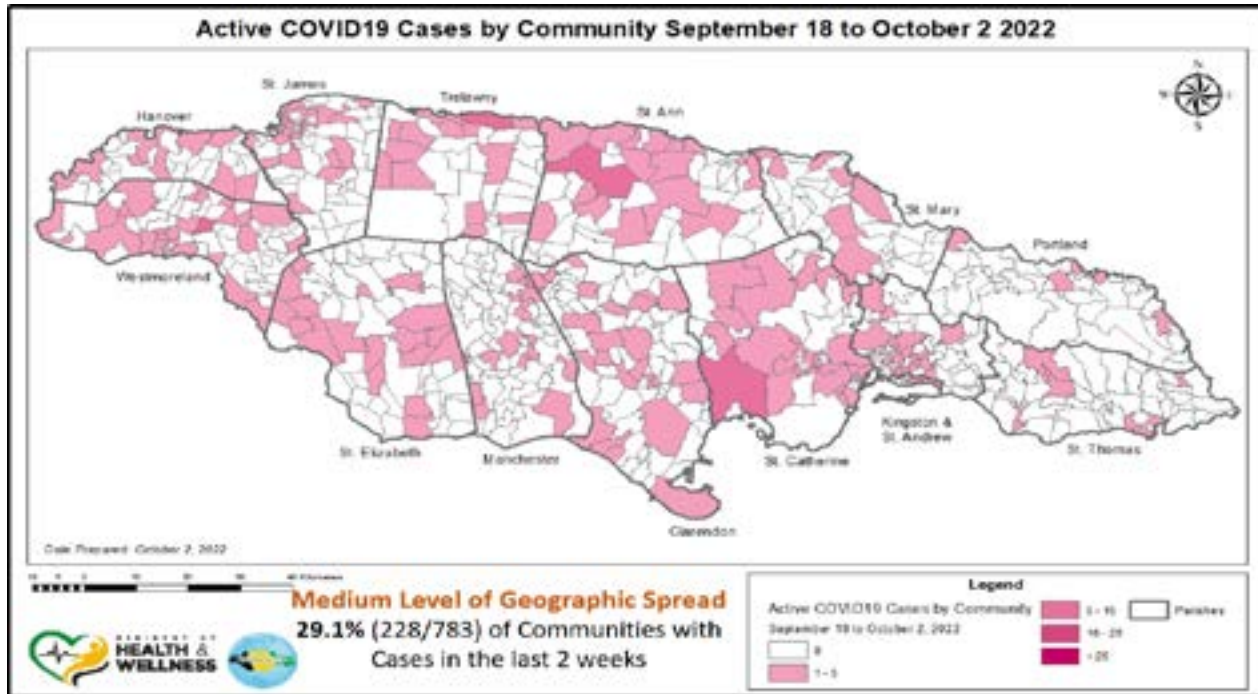 Active COVID19 Cases by Community September 18 to October 2 2022
N
S
St. James
Trelawny
St. Ann
Hanover
St. Mary
Portland
Westmoreland
Kingston &
St. Andrew
St. Elizabeth
Manchester
St. Catherine
St. Thomas
Clarendon
Date Prepared: October 2, 2022
Medium Level of Geographic Spread
29.1% (228/783) of Communities with
Cases in the last 2 weeks
MINISTRY OF
HEALTH &
WELLNESS
Legend
Active COVID19 Cases by Community
September 18 to October 2, 2022
0
1 - 5
Parishes